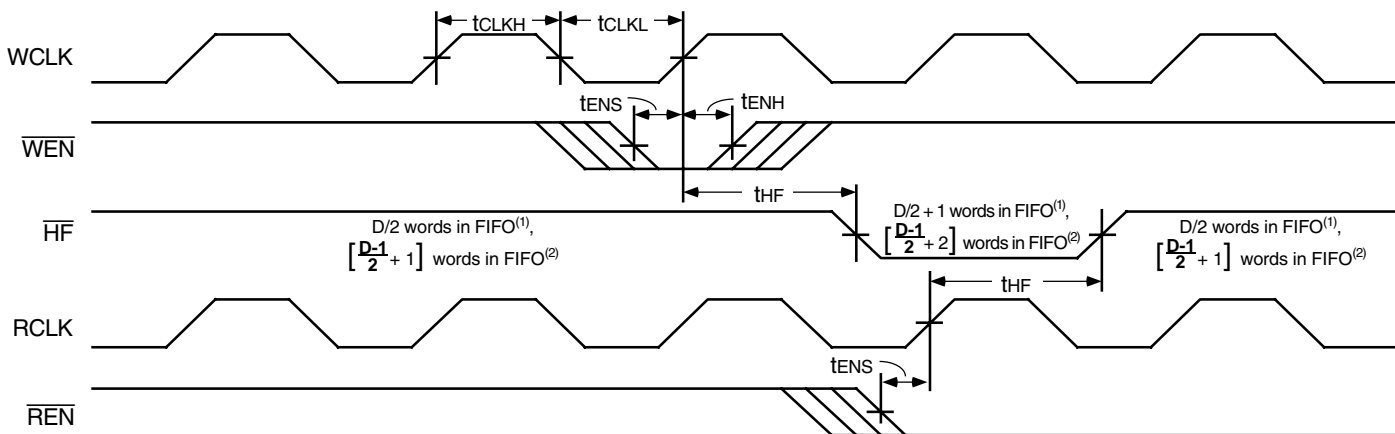 tCLKH tCLKL
WCLK
tENS tENH
WEN
tHF
HF
D/2 words in FIFO(1),
[D-1/2 + 1] words in FIFO(2)
D/2 + 1 words in FIFO(1),
[D-1/2 + 2] words in FIFO(2)
D/2 words in FIFO(1),
[D-1/2 + 1] words in FIFO(2)
tHF
RCLK
tENS
REN